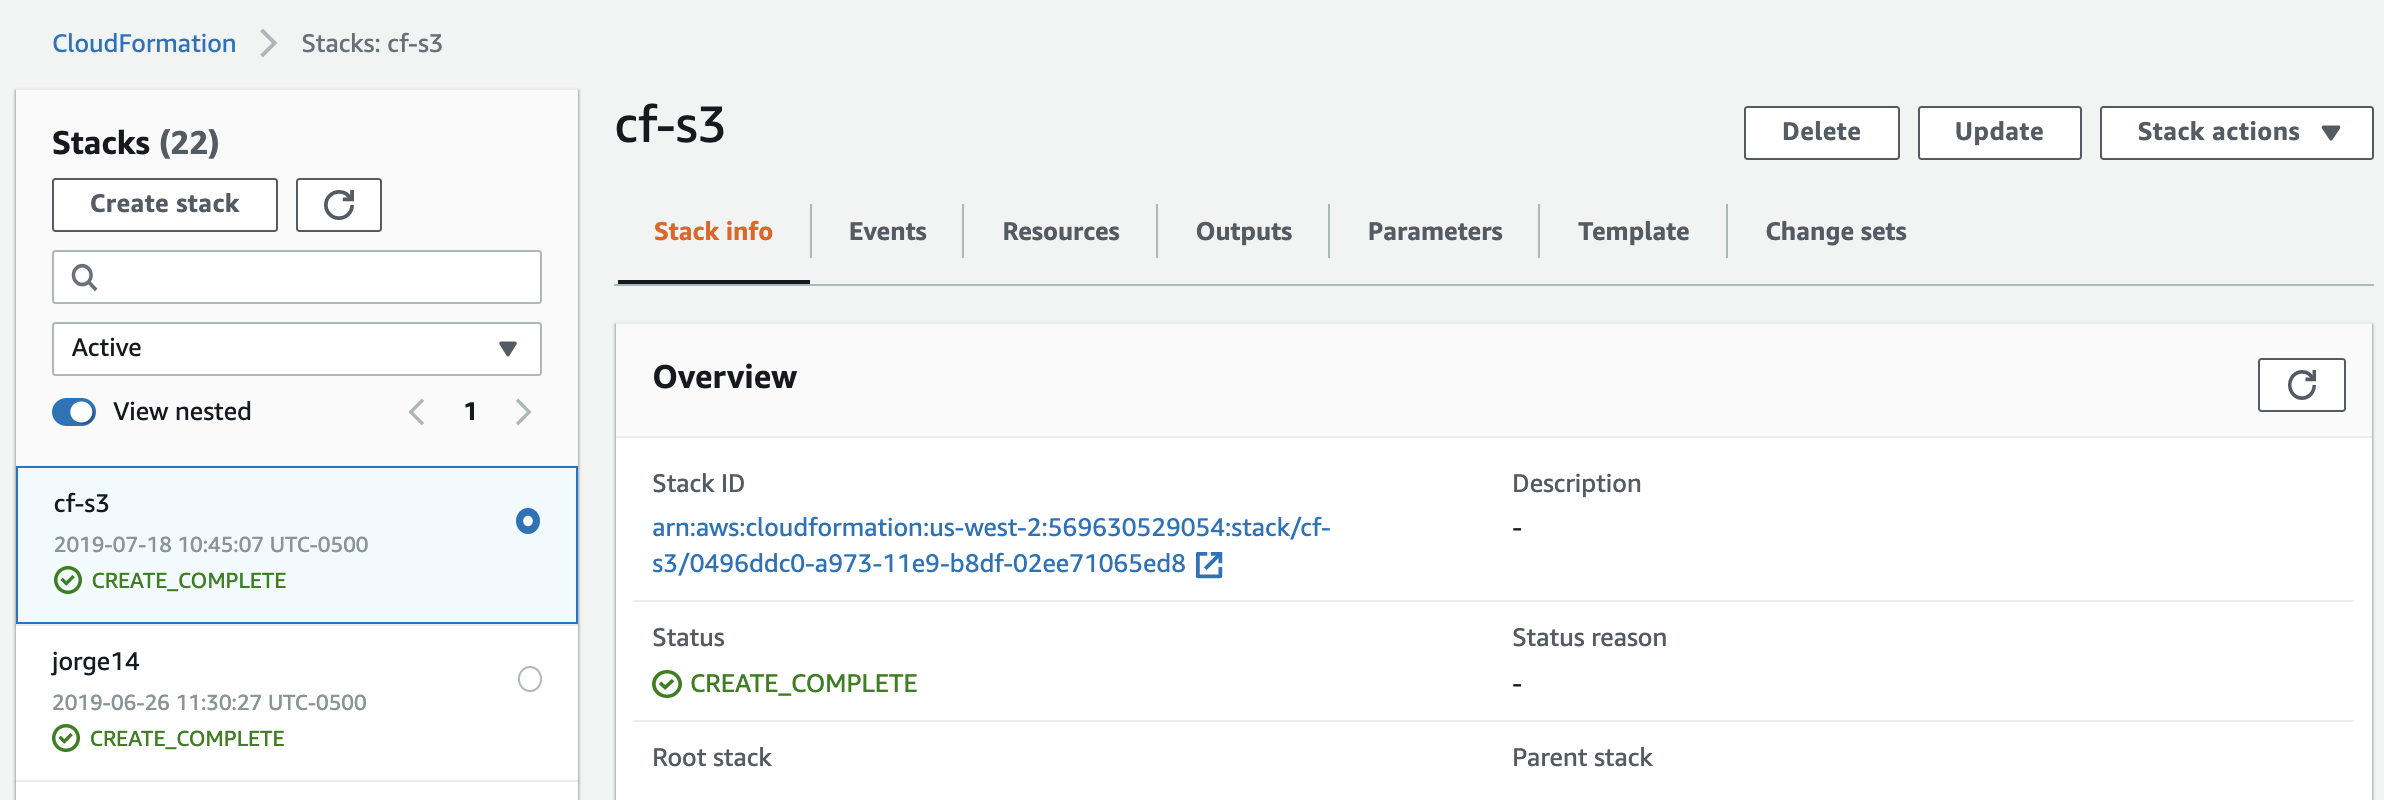 CloudFormation
Stacks: cf-s3
Stacks (22)
Create stack
Active
View nested
1
cf-s3
2019-07-18 10:45:07 UTC-0500
CREATE_COMPLETE
jorge14
2019-06-26 11:30:27 UTC-0500
CREATE_COMPLETE
cf-s3
Delete
Update
Stack actions
Stack info
Events
Resources
Outputs
Parameters
Template
Change sets
Overview
Stack ID
arn:aws:cloudformation:us-west-2:569630529054:stack/cf-
s3/0496ddc0-a973-11e9-b8df-02ee71065ed8
Description
-
Status
CREATE_COMPLETE
Status reason
-
Root stack
Parent stack